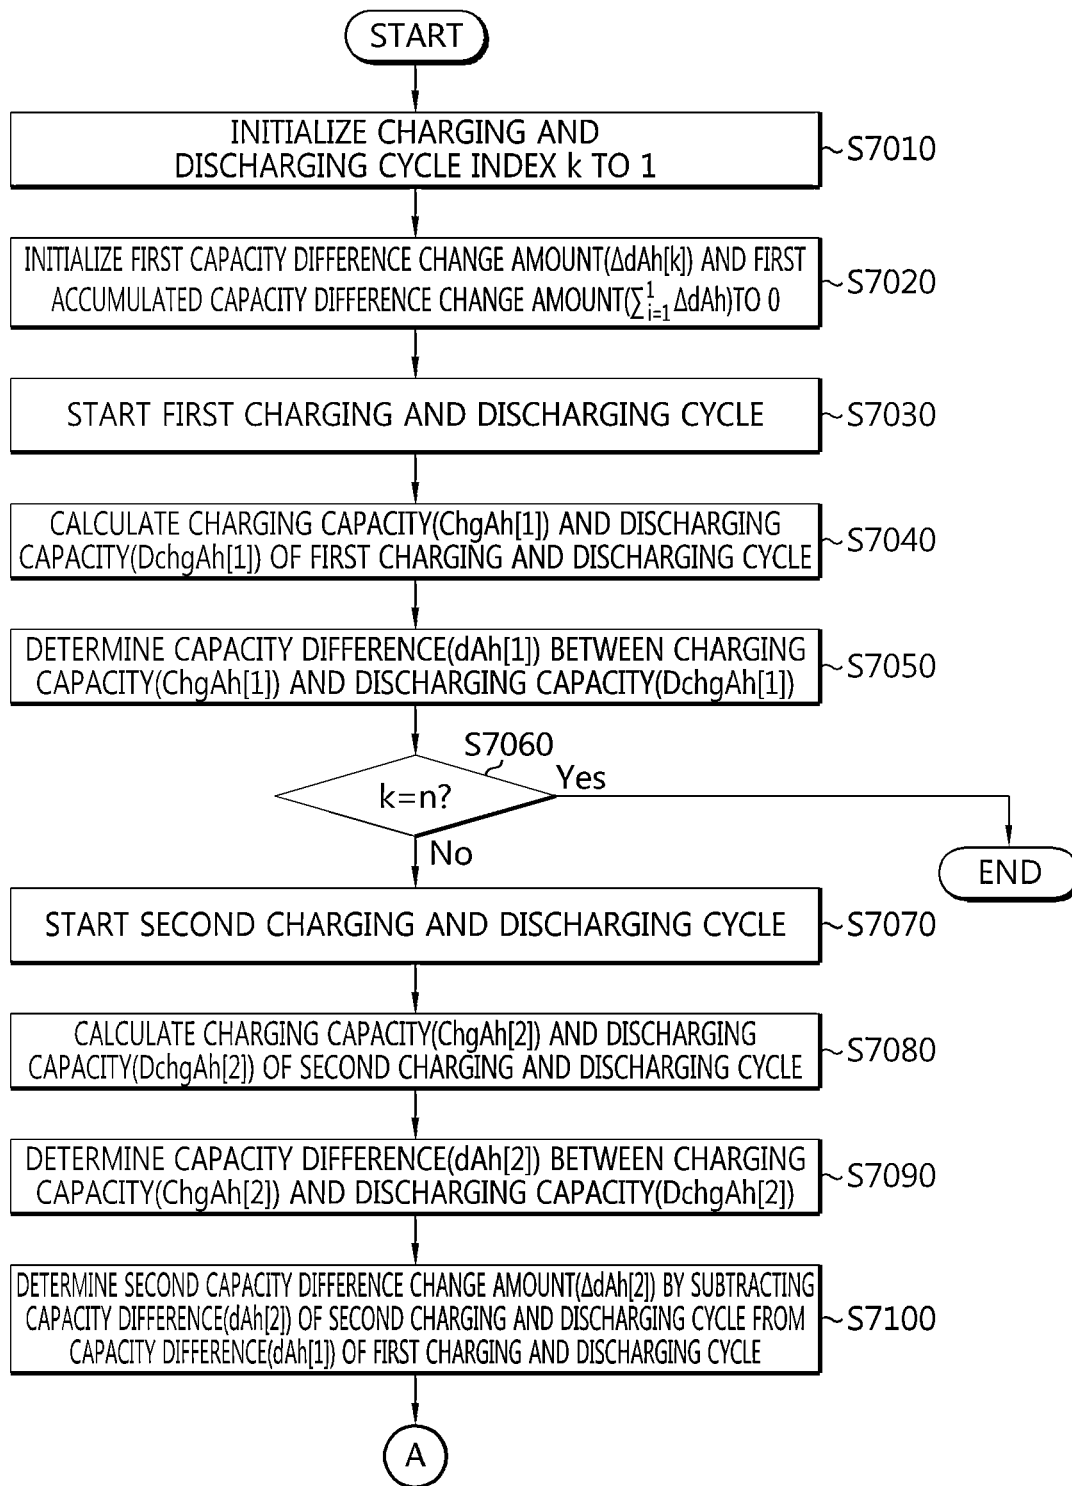 START
INITIALIZE CHARGING AND
DISCHARGING CYCLE INDEX k TO 1
S7010
INITIALIZE FIRST CAPACITY DIFFERENCE CHANGE AMOUNT(ΔdAh[k]) AND FIRST
ACCUMULATED CAPACITY DIFFERENCE CHANGE AMOUNT(∑¹ᵢ₌₁ ΔdAh)TO 0
S7020
START FIRST CHARGING AND DISCHARGING CYCLE
S7030
CALCULATE CHARGING CAPACITY(ChgAh[1]) AND DISCHARGING
CAPACITY(DchgAh[1]) OF FIRST CHARGING AND DISCHARGING CYCLE
S7040
DETERMINE CAPACITY DIFFERENCE(dAh[1]) BETWEEN CHARGING
CAPACITY(ChgAh[1]) AND DISCHARGING CAPACITY(DchgAh[1])
S7050
S7060
k=n?
Yes
No
END
START SECOND CHARGING AND DISCHARGING CYCLE
S7070
CALCULATE CHARGING CAPACITY(ChgAh[2]) AND DISCHARGING
CAPACITY(DchgAh[2]) OF SECOND CHARGING AND DISCHARGING CYCLE
S7080
DETERMINE CAPACITY DIFFERENCE(dAh[2]) BETWEEN CHARGING
CAPACITY(ChgAh[2]) AND DISCHARGING CAPACITY(DchgAh[2])
S7090
DETERMINE SECOND CAPACITY DIFFERENCE CHANGE AMOUNT(ΔdAh[2]) BY SUBTRACTING
CAPACITY DIFFERENCE(dAh[2]) OF SECOND CHARGING AND DISCHARGING CYCLE FROM
CAPACITY DIFFERENCE(dAh[1]) OF FIRST CHARGING AND DISCHARGING CYCLE
S7100
A